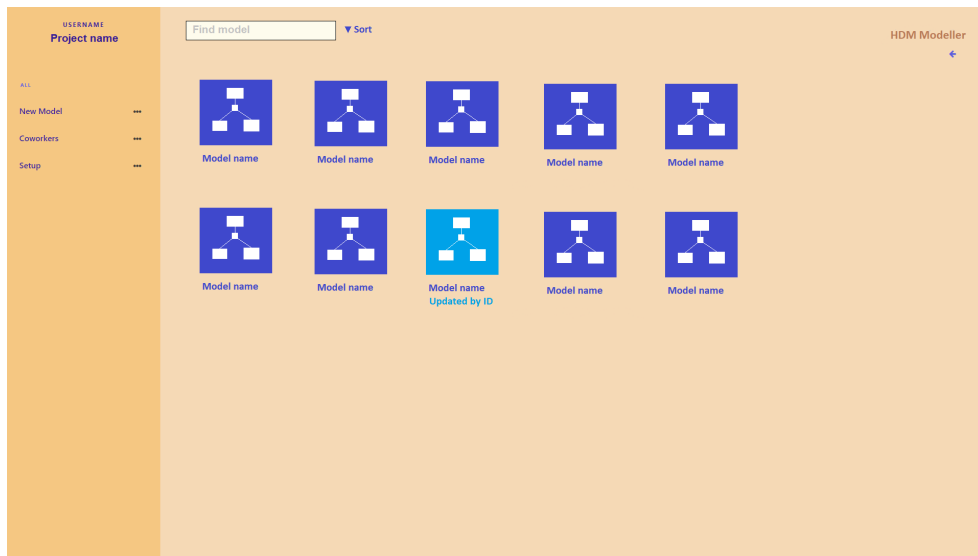 USERNAME
Project name
ALL
New Model
Coworkers
Setup
Find model
▼ Sort
HDM Modeller
Model name
Model name
Model name
Model name
Model name
Model name
Model name
Model name
Updated by ID
Model name
Model name